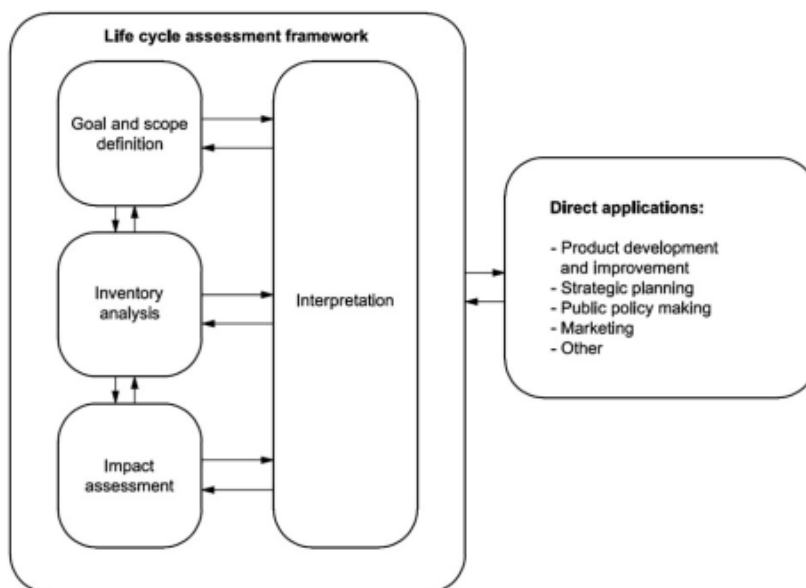 Life cycle assessment framework
Goal and scope
definition
Inventory
analysis
Impact
assessment
Interpretation
Direct applications:
- Product development
and improvement
- Strategic planning
- Public policy making
- Marketing
- Other